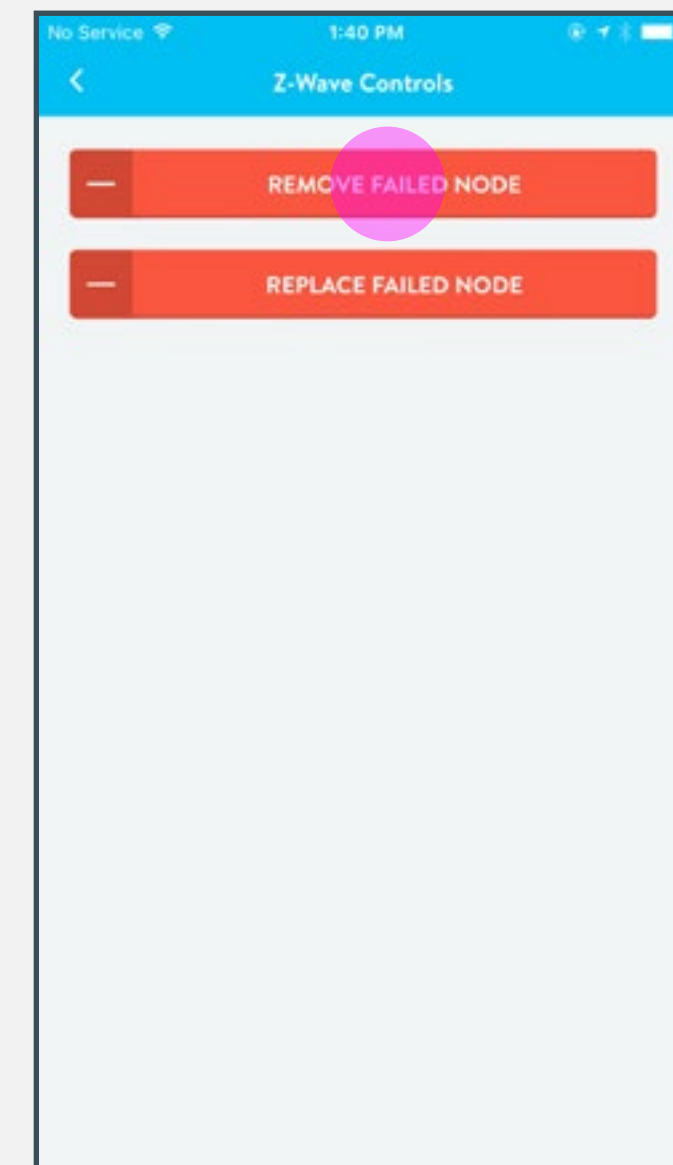 No Service
1:40 PM
Z-Wave Controls
REMOVE FAILED NODE
REPLACE FAILED NODE